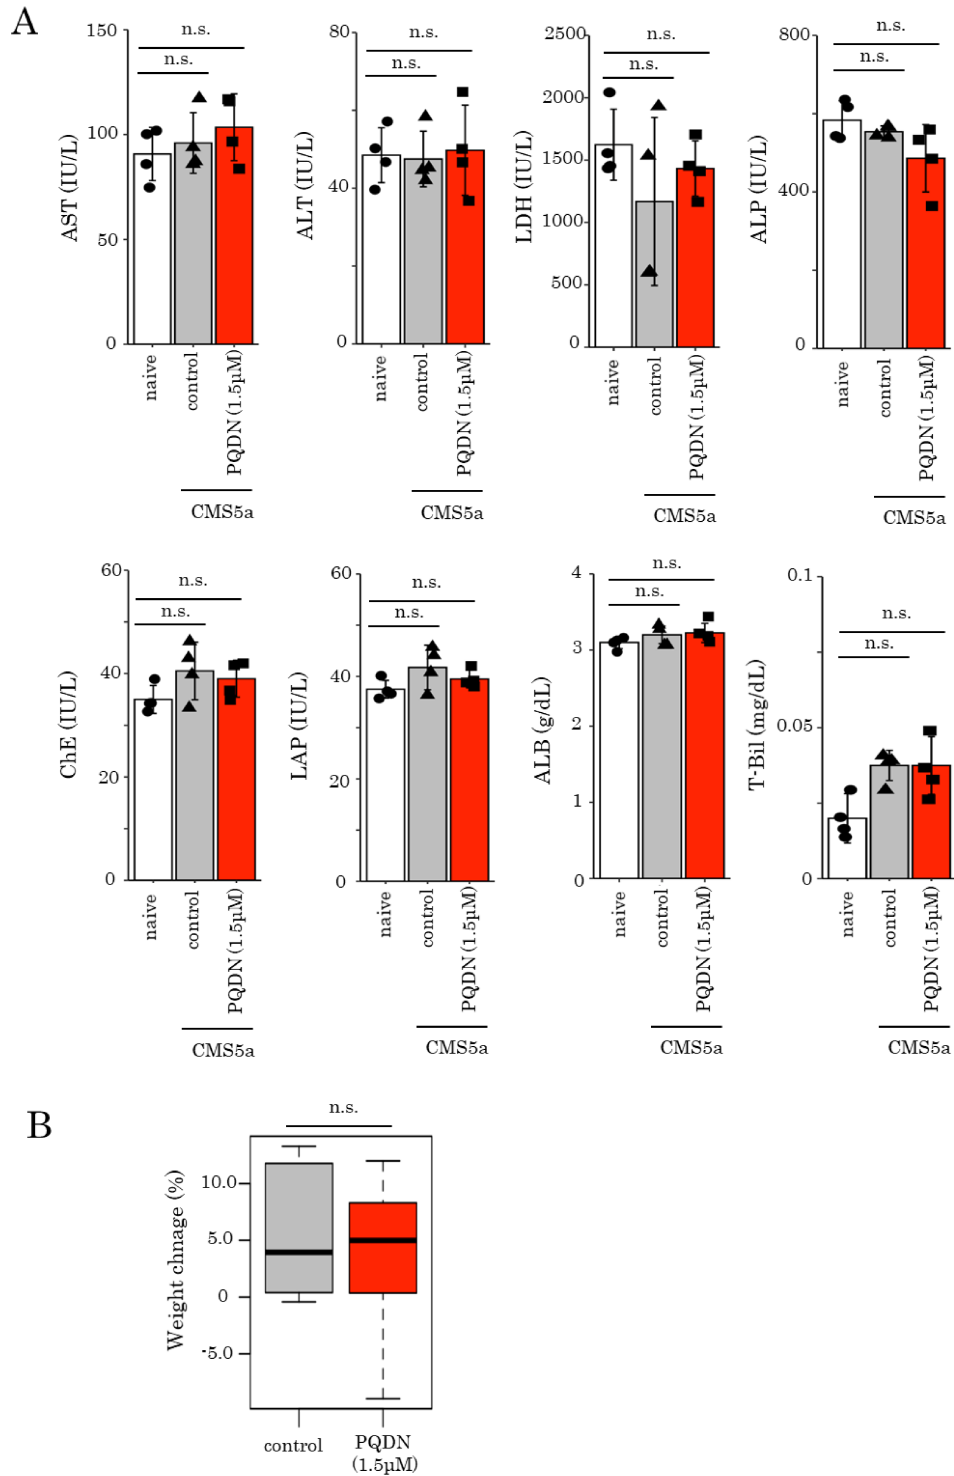 A
AST (IU/L)
150
100
50
0
n.s.
n.s.
naive
control
PQDN (1.5µM)
CMS5a
ALT (IU/L)
80
40
0
n.s.
n.s.
naive
control
PQDN (1.5µM)
CMS5a
LDH (IU/L)
2500
2000
1500
1000
500
0
n.s.
n.s.
naive
control
PQDN (1.5µM)
CMS5a
ALP (IU/L)
800
400
0
n.s.
n.s.
naive
control
PQDN (1.5µM)
CMS5a
ChE (IU/L)
60
40
20
0
n.s.
n.s.
naive
control
PQDN (1.5µM)
CMS5a
LAP (IU/L)
60
40
20
0
n.s.
n.s.
naive
control
PQDN (1.5µM)
CMS5a
ALB (g/dL)
4
3
2
1
0
n.s.
n.s.
naive
control
PQDN (1.5µM)
CMS5a
T-Bil (mg/dL)
0.1
0.05
0
n.s.
n.s.
naive
control
PQDN (1.5µM)
CMS5a
B
n.s.
Weight chnage (%)
10.0
5.0
0
-5.0
control
PQDN
(1.5µM)